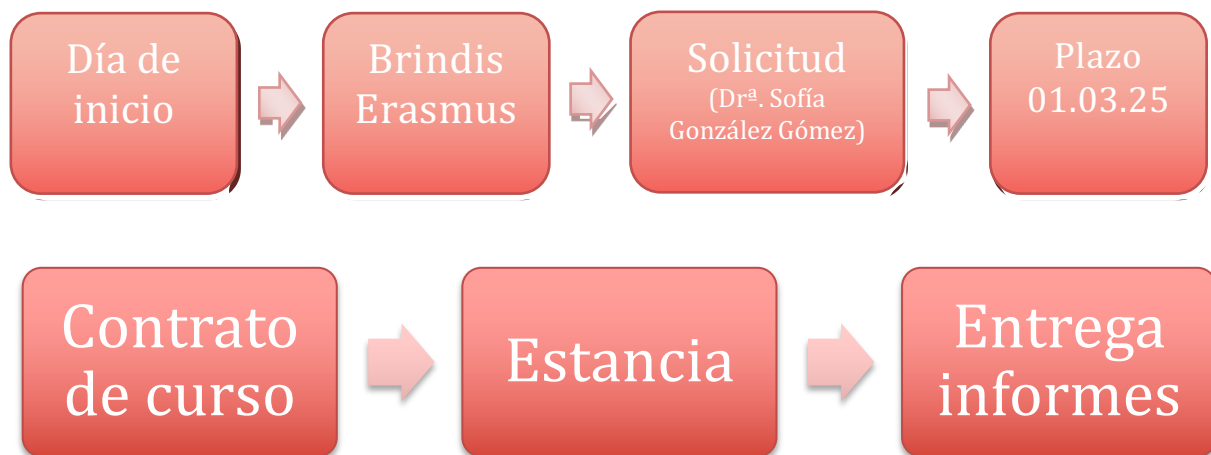 Día de
inicio
Brindis
Erasmus
Solicitud
(Drª. Sofía
González Gómez)
Plazo
01.03.25
Contrato
de curso
Estancia
Entrega
informes